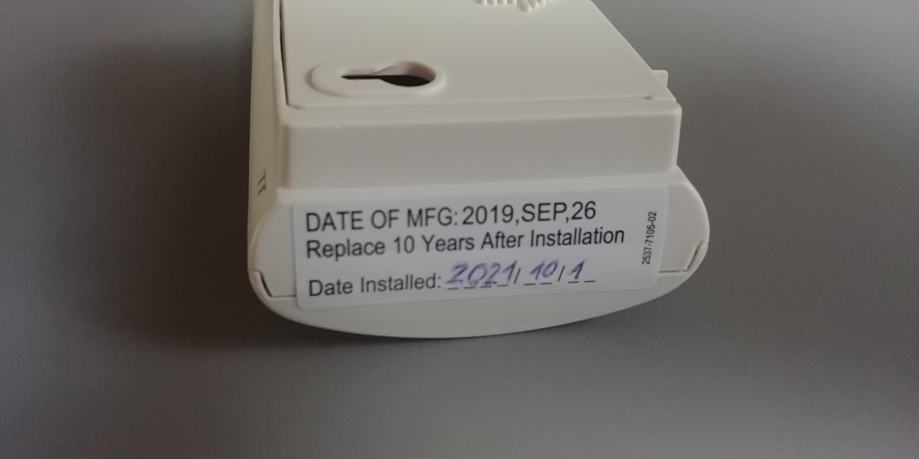 DATE OF MFG: 2019,SEP,26
Replace 10 Years After Installation
Date Installed: 2021/10/1
2537-7105-02